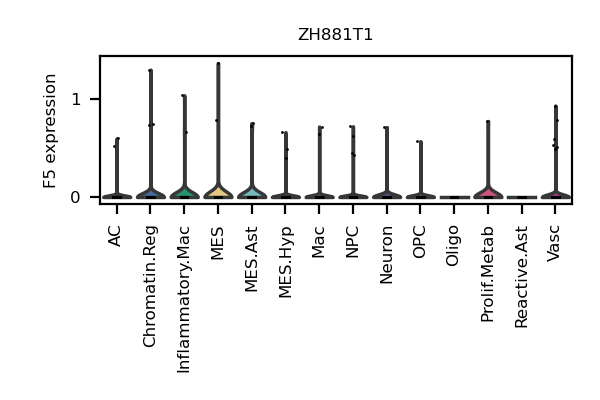 ZH881T1
F5 expression
1
0
AC
Chromatin.Reg
Inflammatory.Mac
MES
MES.Ast
MES.Hyp
Mac
NPC
Neuron
OPC
Oligo
Prolif.Metab
Reactive.Ast
Vasc